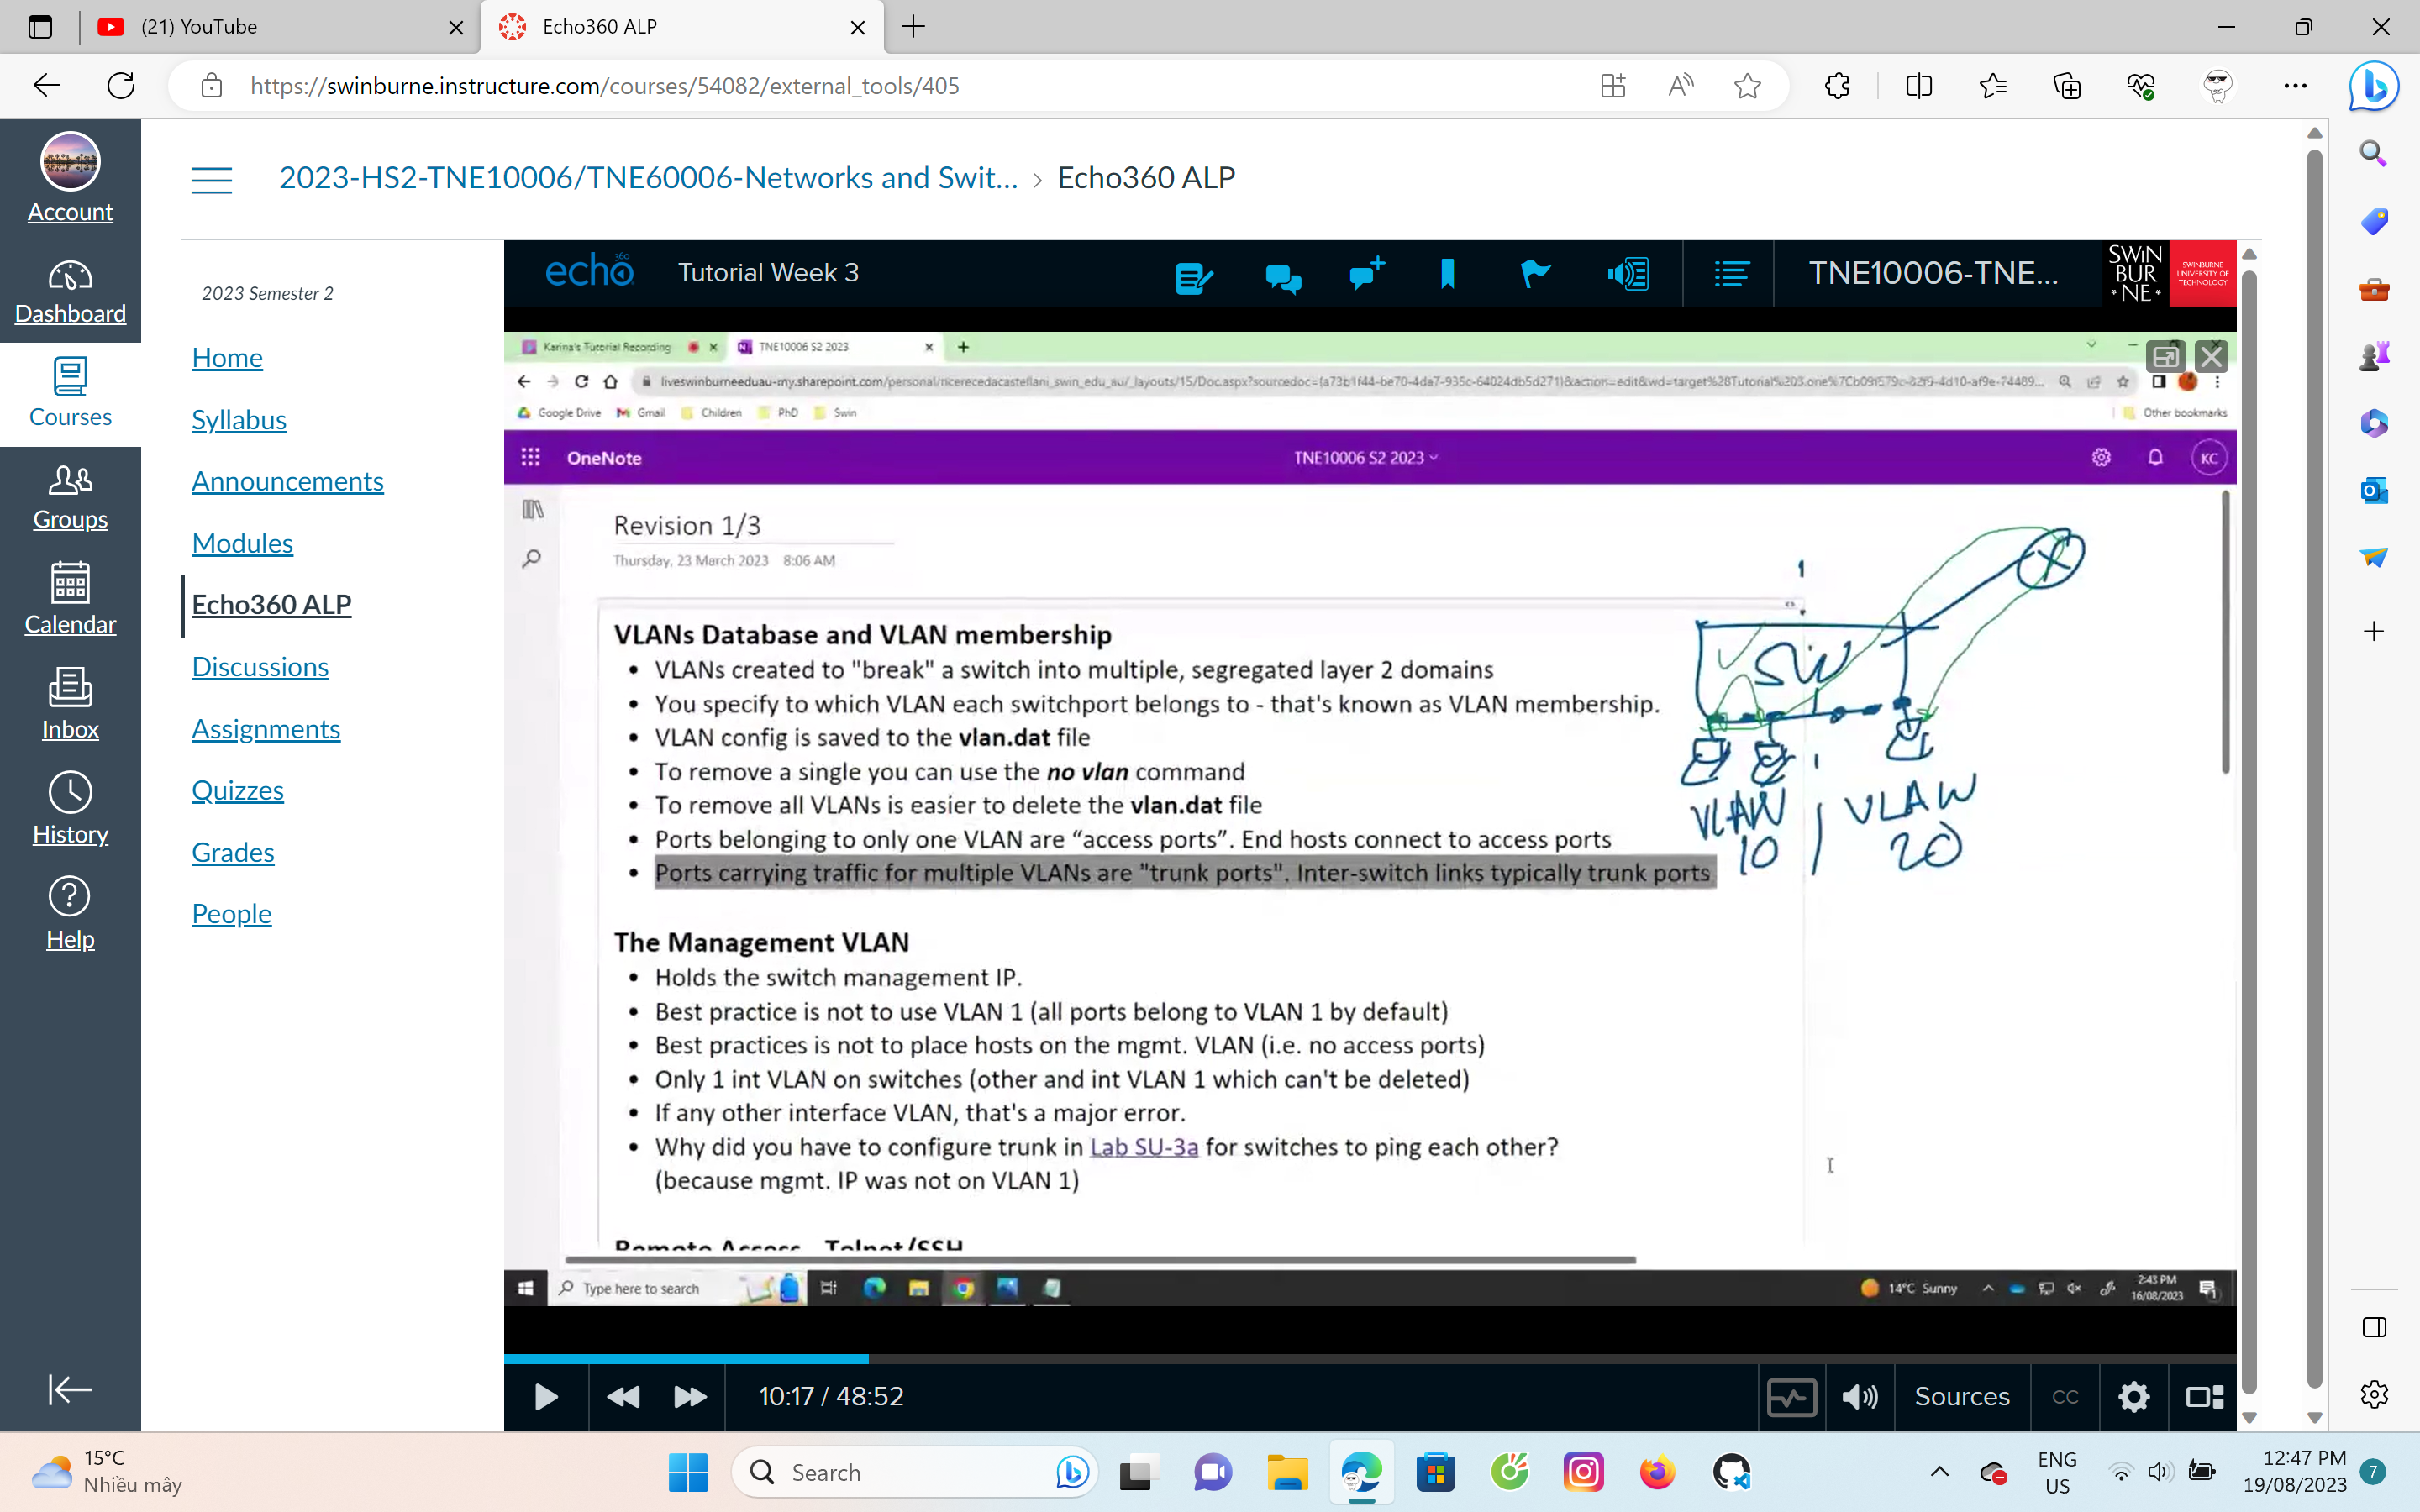 (21) YouTube
Echo360 ALP
https://swinburne.instructure.com/courses/54082/external_tools/405
Account
Dashboard
Courses
Groups
Calendar
Inbox
History
Help
2023-HS2-TNE10006/TNE60006-Networks and Swit... › Echo360 ALP
2023 Semester 2
Home
Syllabus
Announcements
Modules
Echo360 ALP
Discussions
Assignments
Quizzes
Grades
People
echo 360
Tutorial Week 3
TNE10006-TNE...
SWIN
BUR
* NE *
SWINBURNE
UNIVERSITY OF
TECHNOLOGY
Karina's Tutorial Recording
TNE10006 S2 2023
Google Drive
Gmail
Children
PhD
Swin
Other bookmarks
OneNote
TNE10006 S2 2023
KC
Revision 1/3
Thursday, 23 March 2023 8:06 AM
VLANs Database and VLAN membership
• VLANs created to "break" a switch into multiple, segregated layer 2 domains
• You specify to which VLAN each switchport belongs to - that's known as VLAN membership.
• VLAN config is saved to the vlan.dat file
• To remove a single you can use the no vlan command
• To remove all VLANs is easier to delete the vlan.dat file
• Ports belonging to only one VLAN are “access ports”. End hosts connect to access ports
• Ports carrying traffic for multiple VLANs are "trunk ports". Inter-switch links typically trunk ports
SW
VLAN
10
VLAN
20
The Management VLAN
• Holds the switch management IP.
• Best practice is not to use VLAN 1 (all ports belong to VLAN 1 by default)
• Best practices is not to place hosts on the mgmt. VLAN (i.e. no access ports)
• Only 1 int VLAN on switches (other and int VLAN 1 which can't be deleted)
• If any other interface VLAN, that's a major error.
• Why did you have to configure trunk in Lab SU-3a for switches to ping each other?
(because mgmt. IP was not on VLAN 1)
Remote Access - Telnet/SSH
Type here to search
14°C Sunny
2:43 PM
16/08/2023
10:17 / 48:52
Sources
CC
15°C
Nhiều mây
Search
ENG
US
12:47 PM
19/08/2023
7